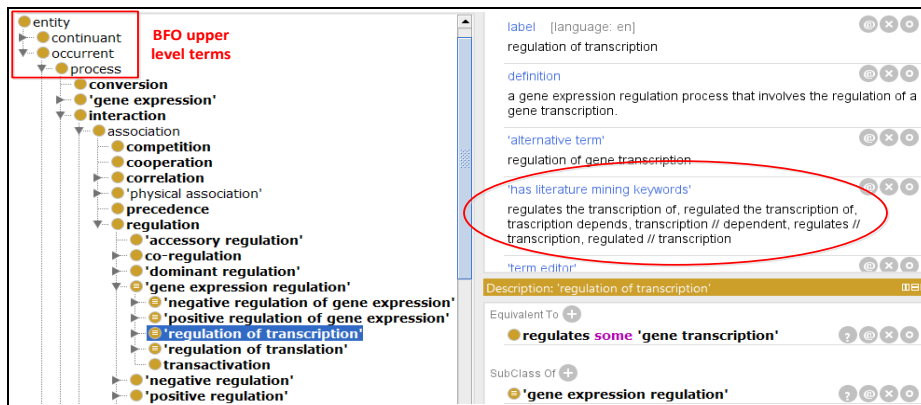 entity
continuant
occurrent
process
BFO upper
level terms
conversion
'gene expression'
interaction
association
competition
cooperation
correlation
'physical association'
precedence
regulation
'accessory regulation'
co-regulation
'dominant regulation'
'gene expression regulation'
'negative regulation of gene expression'
'positive regulation of gene expression'
'regulation of transcription'
'regulation of translation'
transactivation
'negative regulation'
'positive regulation'
label [language: en]
regulation of transcription
definition
a gene expression regulation process that involves the regulation of a
gene transcription.
'alternative term'
regulation of gene transcription
'has literature mining keywords'
regulates the transcription of, regulated the transcription of,
trascription depends, transcription // dependent, regulates //
transcription, regulated // transcription
'term editor'
Description: 'regulation of transcription'
Equivalent To
regulates some 'gene transcription'
SubClass Of
'gene expression regulation'